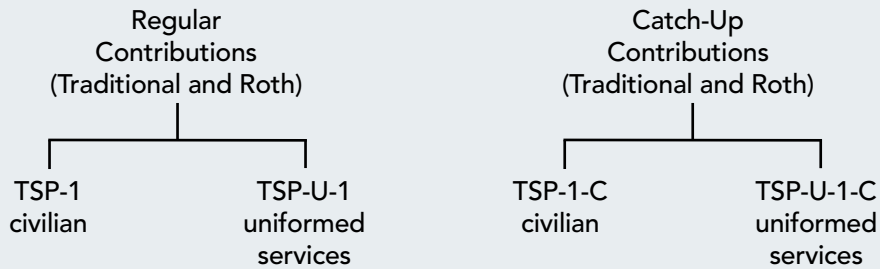 Regular
Contributions
(Traditional and Roth)
TSP-1
civilian
TSP-U-1
uniformed
services
Catch-Up
Contributions
(Traditional and Roth)
TSP-1-C
civilian
TSP-U-1-C
uniformed
services